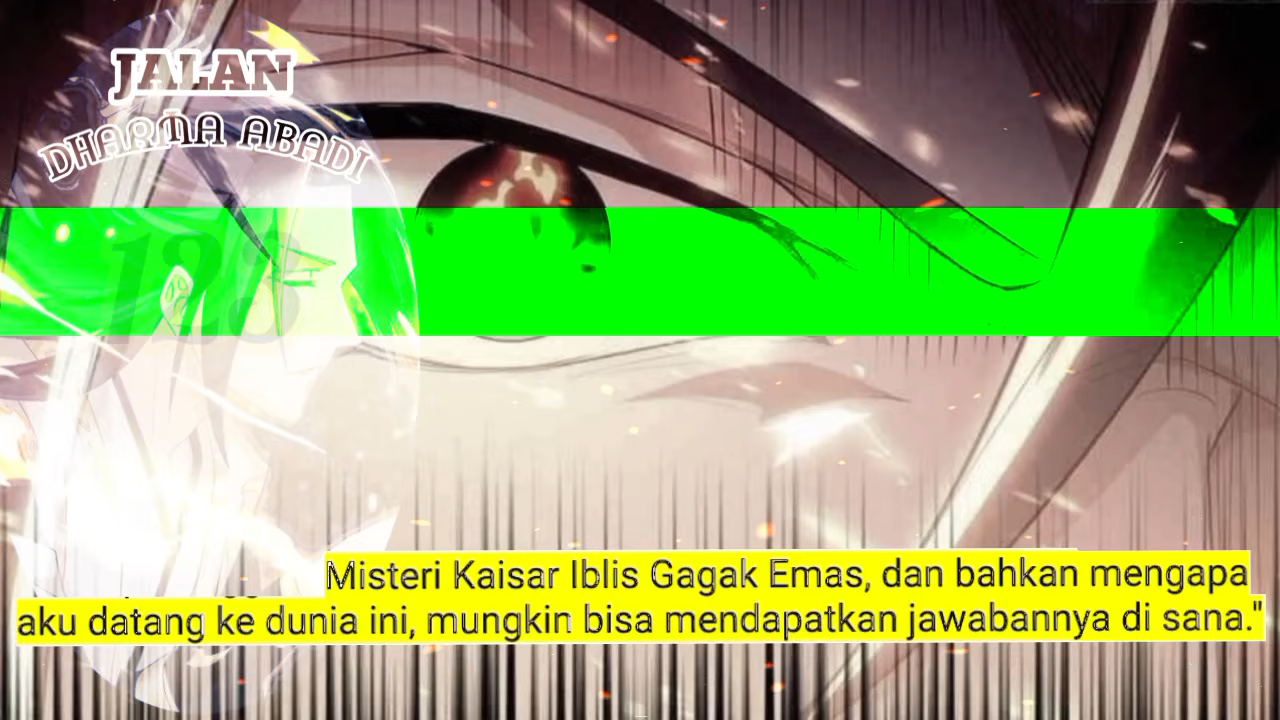 JALAN
DHARMA ABADI
123
Misteri Kaisar Iblis Gagak Emas, dan bahkan mengapa
aku datang ke dunia ini, mungkin bisa mendapatkan jawabannya di sana."